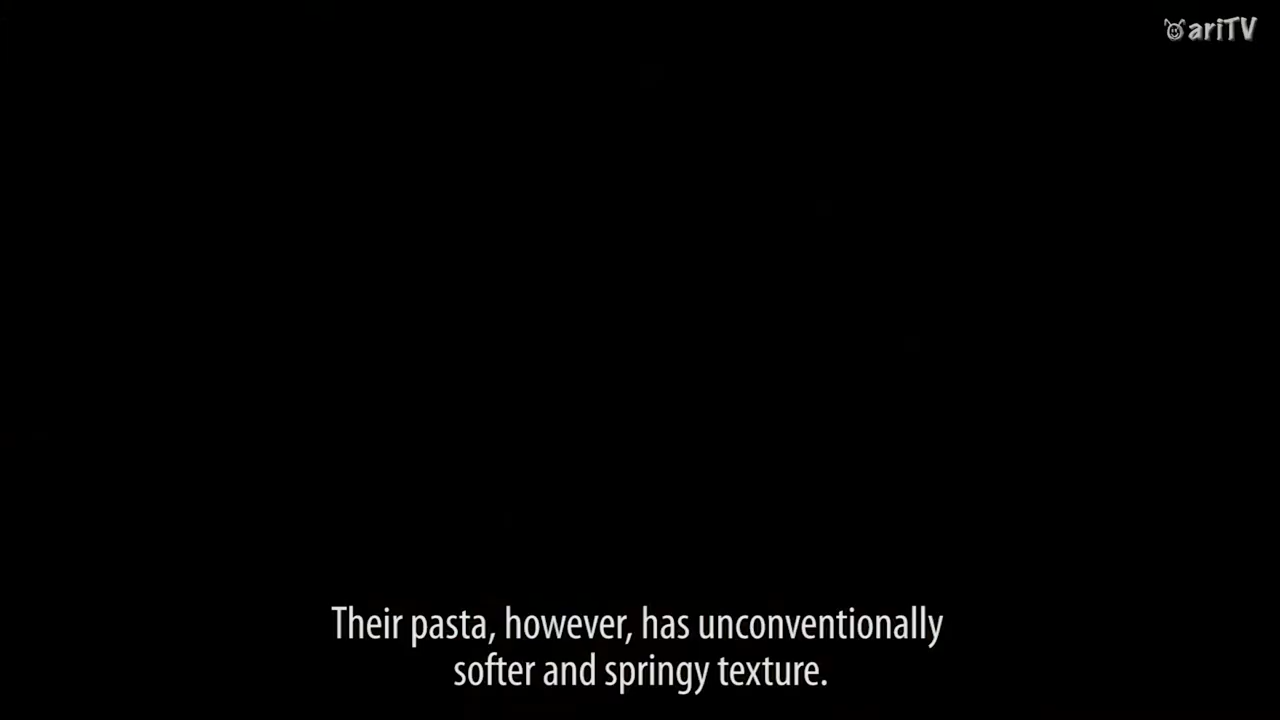 ariTV
Their pasta, however, has unconventionally
softer and springy texture.